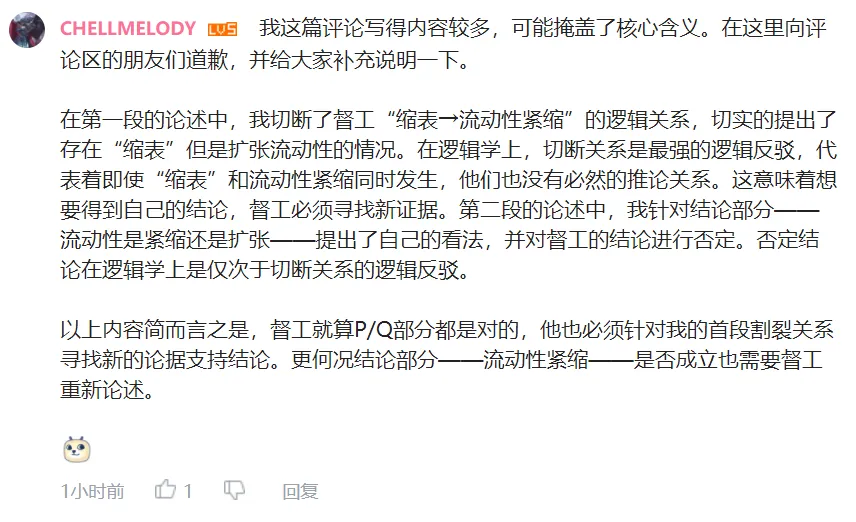 CHELLMELODY LV5 我这篇评论写得内容较多，可能掩盖了核心含义。在这里向评
论区的朋友们道歉，并给大家补充说明一下。
在第一段的论述中，我切断了督工“缩表→流动性紧缩”的逻辑关系，切实的提出了
存在“缩表”但是扩张流动性的情况。在逻辑学上，切断关系是最强的逻辑反驳，代
表着即使“缩表”和流动性紧缩同时发生，他们也没有必然的推论关系。这意味着想
要得到自己的结论，督工必须寻找新证据。第二段的论述中，我针对结论部分——
流动性是紧缩还是扩张——提出了自己的看法，并对督工的结论进行否定。否定结
论在逻辑学上是仅次于切断关系的逻辑反驳。
以上内容简而言之是，督工就算P/Q部分都是对的，他也必须针对我的首段割裂关系
寻找新的论据支持结论。更何况结论部分——流动性紧缩——是否成立也需要督工
重新论述。
1小时前 1 回复